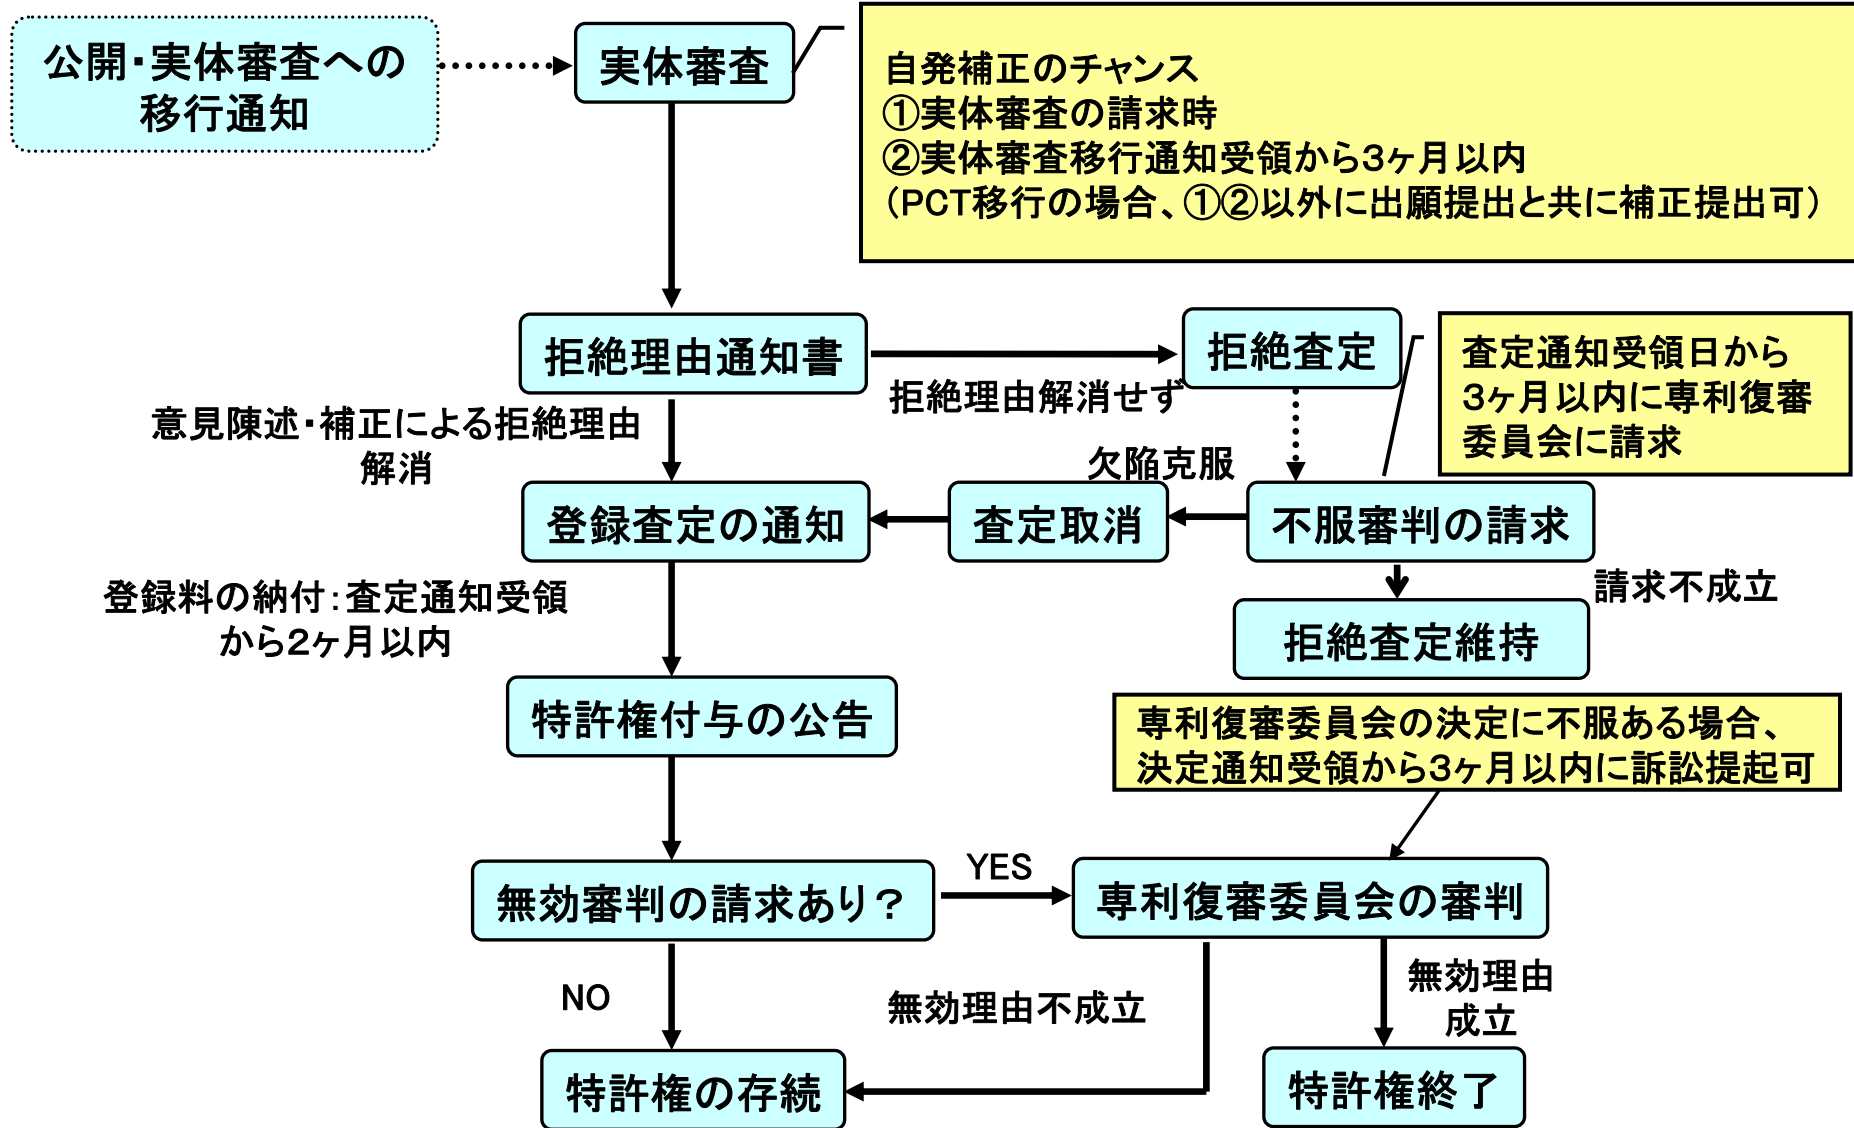 公開・実体審査への
移行通知
実体審査
自発補正のチャンス
①実体審査の請求時
②実体審査移行通知受領から3ヶ月以内
(PCT移行の場合、①②以外に出願提出と共に補正提出可)
拒絶理由通知書
拒絶理由解消せず
拒絶査定
査定通知受領日から
3ヶ月以内に専利復審
委員会に請求
意見陳述・補正による拒絶理由
解消
欠陥克服
登録査定の通知
査定取消
不服審判の請求
登録料の納付:査定通知受領
から2ヶ月以内
請求不成立
拒絶査定維持
特許権付与の公告
専利復審委員会の決定に不服ある場合、
決定通知受領から3ヶ月以内に訴訟提起可
無効審判の請求あり?
YES
専利復審委員会の審判
NO
無効理由不成立
無効理由
成立
特許権の存続
特許権終了